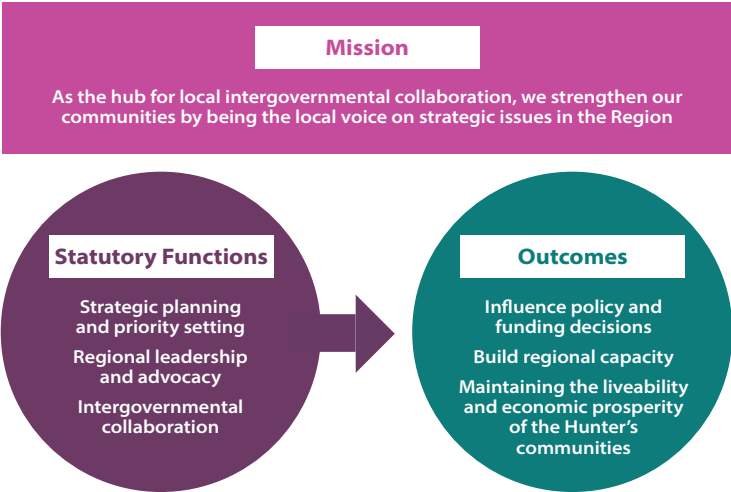 Mission
As the hub for local intergovernmental collaboration, we strengthen our
communities by being the local voice on strategic issues in the Region
Statutory Functions
Strategic planning
and priority setting
Regional leadership
and advocacy
Intergovernmental
collaboration
Outcomes
Influence policy and
funding decisions
Build regional capacity
Maintaining the liveability
and economic prosperity
of the Hunter’s
communities